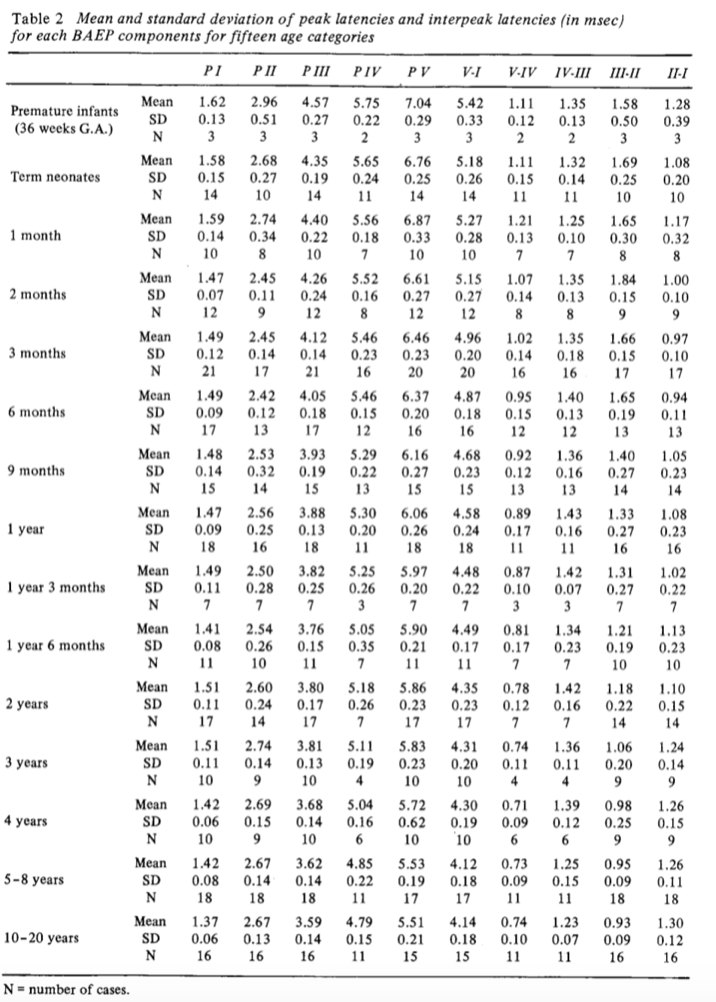 Table 2 Mean and standard deviation of peak latencies and interpeak latencies (in msec)
for each BAEP components for fifteen age categories
P I P II P III P IV P V V-I V-IV IV-III III-II II-I
Premature infants (36 weeks G.A.) Mean 1.62 2.96 4.57 5.75 7.04 5.42 1.11 1.35 1.58 1.28
SD 0.13 0.51 0.27 0.22 0.29 0.33 0.12 0.13 0.50 0.39
N 3 3 3 2 3 3 2 2 3 3
Term neonates Mean 1.58 2.68 4.35 5.65 6.76 5.18 1.11 1.32 1.69 1.08
SD 0.15 0.27 0.19 0.24 0.25 0.26 0.15 0.14 0.25 0.20
N 14 10 14 11 14 14 11 11 10 10
1 month Mean 1.59 2.74 4.40 5.56 6.87 5.27 1.21 1.25 1.65 1.17
SD 0.14 0.34 0.22 0.18 0.33 0.28 0.13 0.10 0.30 0.32
N 10 8 10 7 10 10 7 7 8 8
2 months Mean 1.47 2.45 4.26 5.52 6.61 5.15 1.07 1.35 1.84 1.00
SD 0.07 0.11 0.24 0.16 0.27 0.27 0.14 0.13 0.15 0.10
N 12 9 12 8 12 12 8 8 9 9
3 months Mean 1.49 2.45 4.12 5.46 6.46 4.96 1.02 1.35 1.66 0.97
SD 0.12 0.14 0.14 0.23 0.23 0.20 0.14 0.18 0.15 0.10
N 21 17 21 16 20 20 16 16 17 17
6 months Mean 1.49 2.42 4.05 5.46 6.37 4.87 0.95 1.40 1.65 0.94
SD 0.09 0.12 0.18 0.15 0.20 0.18 0.15 0.13 0.19 0.11
N 17 13 17 12 16 16 12 12 13 13
9 months Mean 1.48 2.53 3.93 5.29 6.16 4.68 0.92 1.36 1.40 1.05
SD 0.14 0.32 0.19 0.22 0.27 0.23 0.12 0.16 0.27 0.23
N 15 14 15 13 15 15 13 13 14 14
1 year Mean 1.47 2.56 3.88 5.30 6.06 4.58 0.89 1.43 1.33 1.08
SD 0.09 0.25 0.13 0.20 0.26 0.24 0.17 0.16 0.27 0.23
N 18 16 18 11 18 18 11 11 16 16
1 year 3 months Mean 1.49 2.50 3.82 5.25 5.97 4.48 0.87 1.42 1.31 1.02
SD 0.11 0.28 0.25 0.26 0.20 0.22 0.10 0.07 0.27 0.22
N 7 7 7 3 7 7 3 3 7 7
1 year 6 months Mean 1.41 2.54 3.76 5.05 5.90 4.49 0.81 1.34 1.21 1.13
SD 0.08 0.26 0.15 0.35 0.21 0.17 0.17 0.23 0.19 0.23
N 11 10 11 7 11 11 7 7 10 10
2 years Mean 1.51 2.60 3.80 5.18 5.86 4.35 0.78 1.42 1.18 1.10
SD 0.11 0.24 0.17 0.26 0.23 0.23 0.12 0.16 0.22 0.15
N 17 14 17 7 17 17 7 7 14 14
3 years Mean 1.51 2.74 3.81 5.11 5.83 4.31 0.74 1.36 1.06 1.24
SD 0.11 0.14 0.13 0.19 0.23 0.20 0.11 0.11 0.20 0.14
N 10 9 10 4 10 10 4 4 9 9
4 years Mean 1.42 2.69 3.68 5.04 5.72 4.30 0.71 1.39 0.98 1.26
SD 0.06 0.15 0.14 0.16 0.62 0.19 0.09 0.12 0.25 0.15
N 10 9 10 6 10 10 6 6 9 9
5-8 years Mean 1.42 2.67 3.62 4.85 5.53 4.12 0.73 1.25 0.95 1.26
SD 0.08 0.14 0.14 0.22 0.19 0.18 0.09 0.15 0.09 0.11
N 18 18 18 11 17 17 11 11 18 18
10-20 years Mean 1.37 2.67 3.59 4.79 5.51 4.14 0.74 1.23 0.93 1.30
SD 0.06 0.13 0.14 0.15 0.21 0.18 0.10 0.07 0.09 0.12
N 16 16 16 11 15 15 11 11 16 16
N = number of cases.